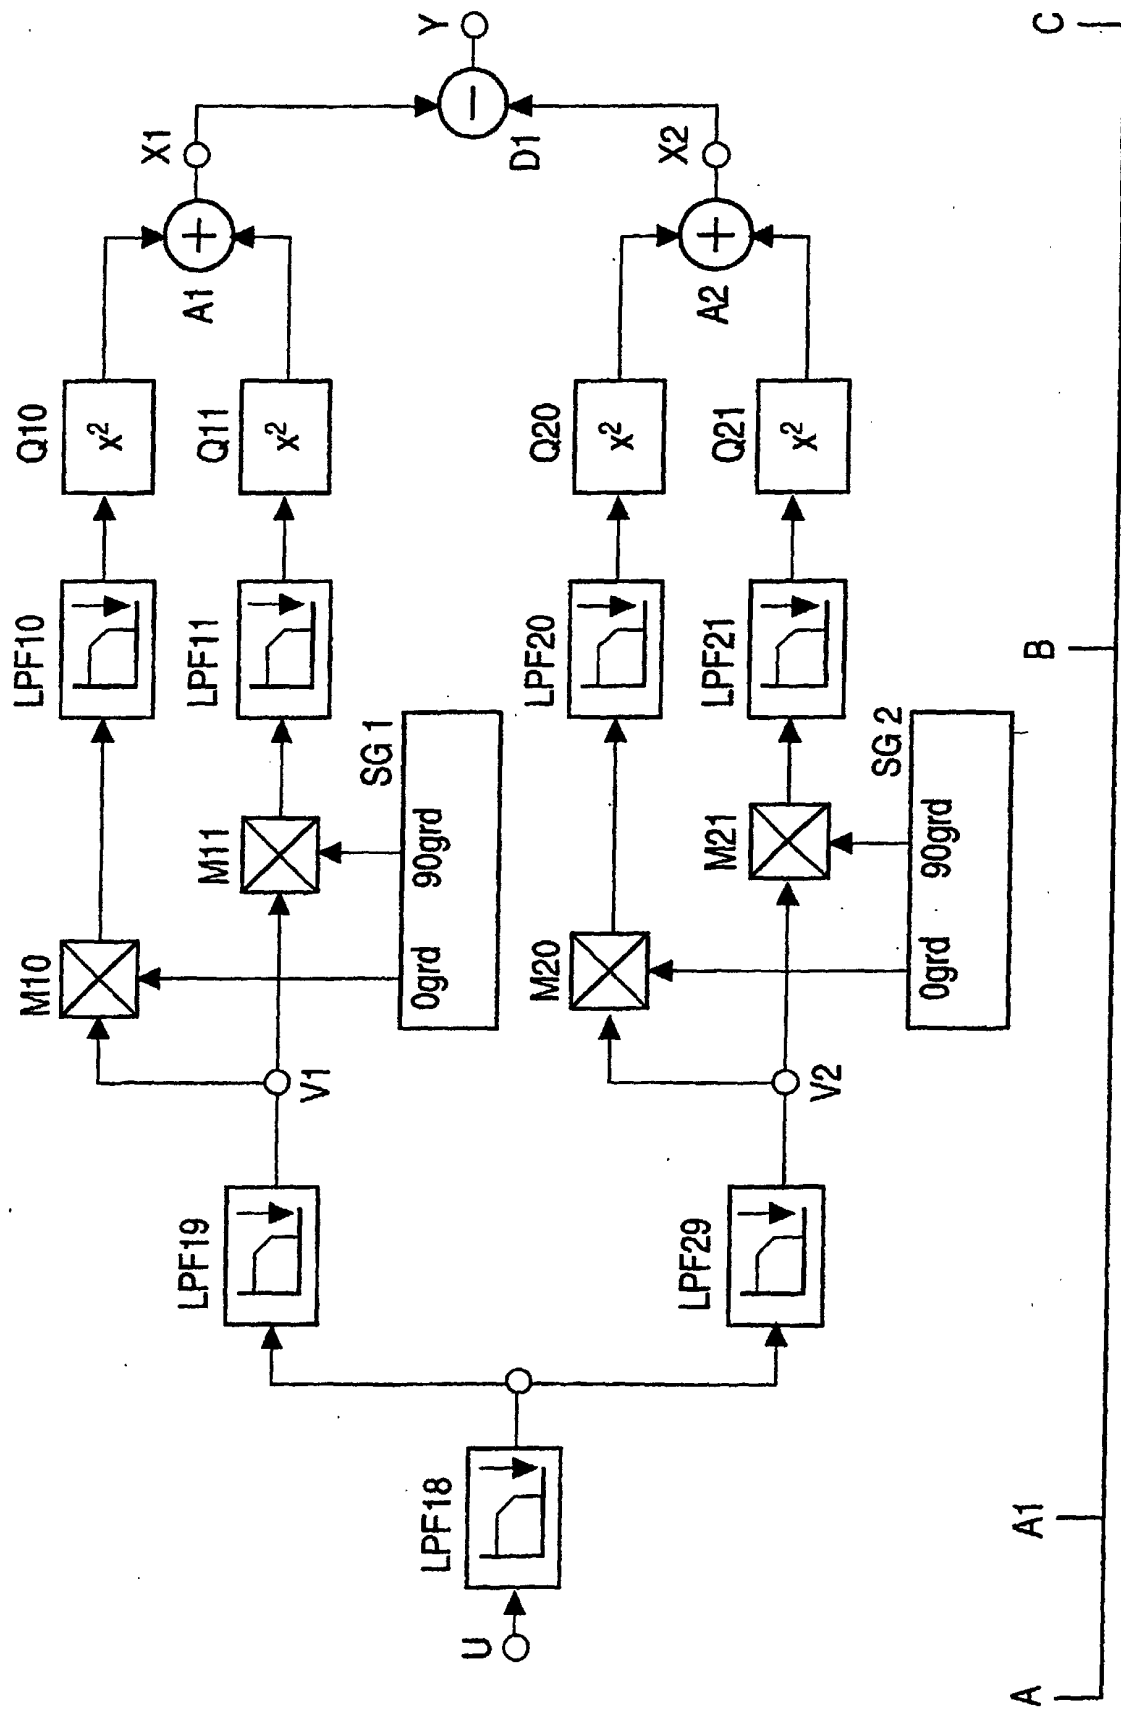 U
LPF18
LPF19
LPF29
V1
V2
M10
M11
0grd 90grd
SG 1
M20
M21
0grd 90grd
SG 2
LPF10
LPF11
LPF20
LPF21
Q10
x²
Q11
x²
Q20
x²
Q21
x²
A1
+
A2
+
X1
X2
D1
−
Y
A
A1
B
C